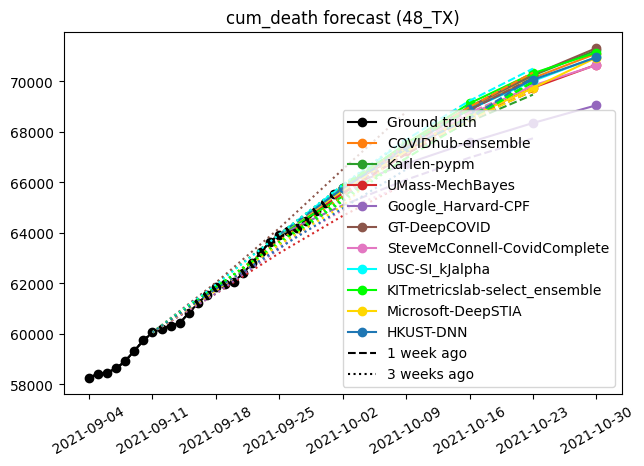 cum_death forecast (48_TX)
70000
68000
66000
64000
62000
60000
58000
Ground truth
COVIDhub-ensemble
Karlen-pypm
UMass-MechBayes
Google_Harvard-CPF
GT-DeepCOVID
SteveMcConnell-CovidComplete
USC-SI_kJalpha
KITmetricslab-select_ensemble
Microsoft-DeepSTIA
HKUST-DNN
1 week ago
3 weeks ago
2021-09-04
2021-09-11
2021-09-18
2021-09-25
2021-10-02
2021-10-09
2021-10-16
2021-10-23
2021-10-30